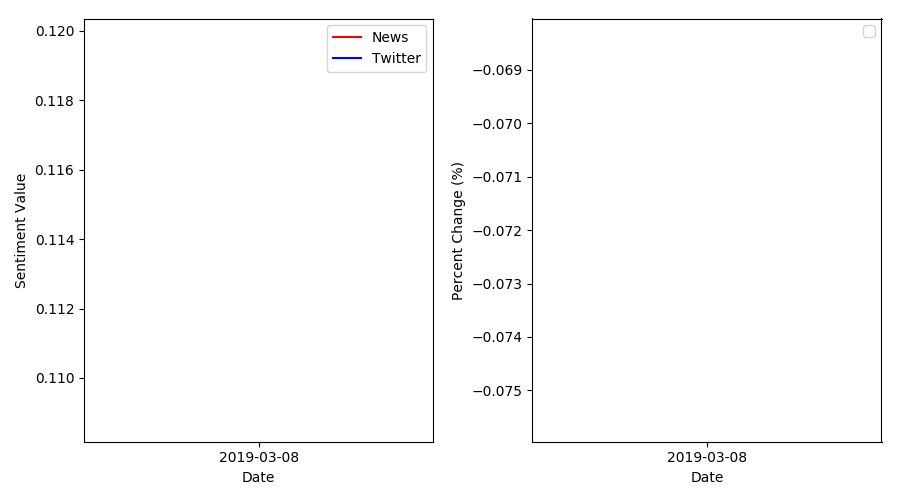 Sentiment Value
0.120
0.118
0.116
0.114
0.112
0.110
News
Twitter
2019-03-08
Date
Percent Change (%)
−0.069
−0.070
−0.071
−0.072
−0.073
−0.074
−0.075
2019-03-08
Date